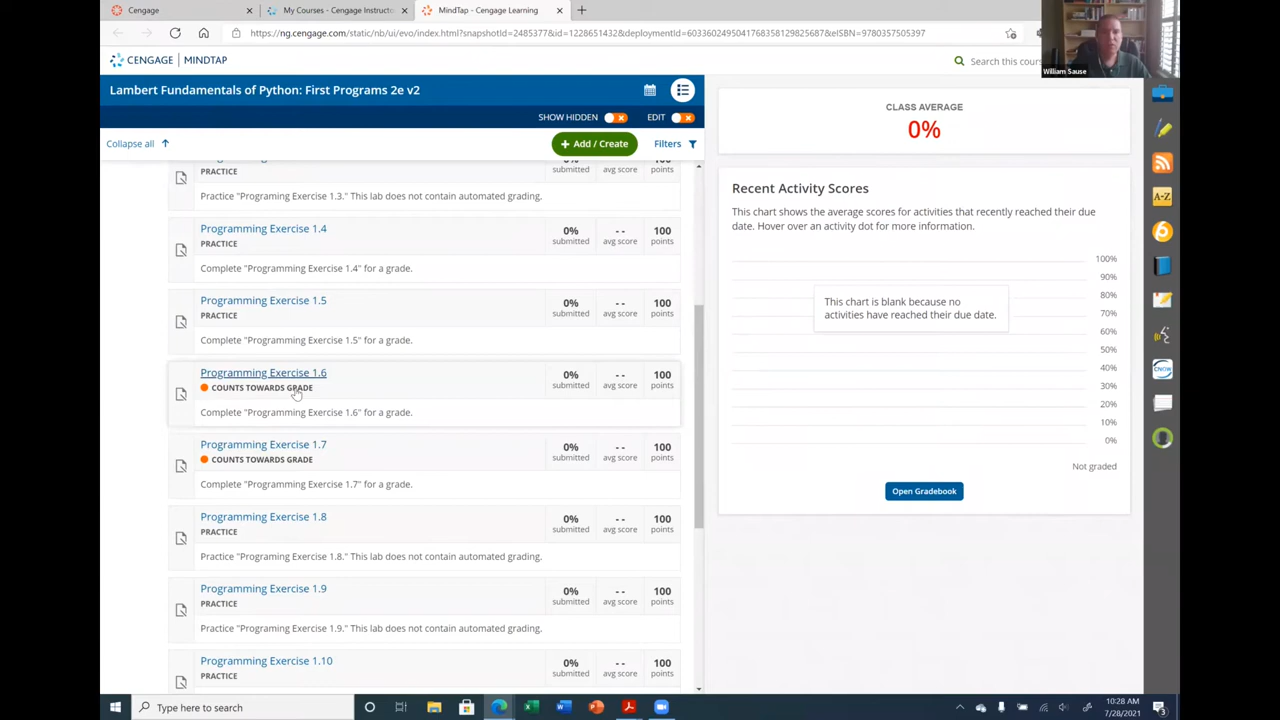 Cengage
My Courses - Cengage Instructo
MindTap - Cengage Learning
https://ng.cengage.com/static/nb/ui/evo/index.html?snapshotId=2485377&id=1228651432&deploymentId=6033602495041768358129825687&eISBN=9780357505397
CENGAGE | MINDTAP
Search this cours
William Sause
Lambert Fundamentals of Python: First Programs 2e v2
SHOW HIDDEN
EDIT
Collapse all
+ Add / Create
Filters
PRACTICE
submitted
avg score
100
points
Practice "Programing Exercise 1.3." This lab does not contain automated grading.
Programming Exercise 1.4
PRACTICE
0%
submitted
- -
avg score
100
points
Complete "Programming Exercise 1.4" for a grade.
Programming Exercise 1.5
PRACTICE
0%
submitted
- -
avg score
100
points
Complete "Programming Exercise 1.5" for a grade.
Programming Exercise 1.6
COUNTS TOWARDS GRADE
0%
submitted
- -
avg score
100
points
Complete "Programming Exercise 1.6" for a grade.
Programming Exercise 1.7
COUNTS TOWARDS GRADE
0%
submitted
- -
avg score
100
points
Complete "Programming Exercise 1.7" for a grade.
Programming Exercise 1.8
PRACTICE
0%
submitted
- -
avg score
100
points
Practice "Programing Exercise 1.8." This lab does not contain automated grading.
Programming Exercise 1.9
PRACTICE
0%
submitted
- -
avg score
100
points
Practice "Programing Exercise 1.9." This lab does not contain automated grading.
Programming Exercise 1.10
PRACTICE
0%
submitted
- -
avg score
100
points
CLASS AVERAGE
0%
Recent Activity Scores
This chart shows the average scores for activities that recently reached their due
date. Hover over an activity dot for more information.
100%
90%
80%
70%
60%
50%
40%
30%
20%
10%
0%
This chart is blank because no
activities have reached their due date.
Not graded
Open Gradebook
A-Z
CNOW
Type here to search
10:28 AM
7/28/2021
3